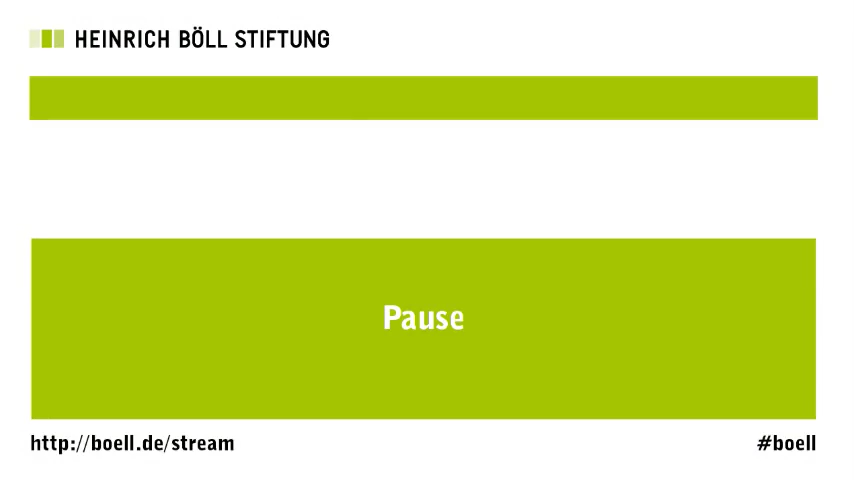 HEINRICH BÖLL STIFTUNG
Pause
http://boell.de/stream
#boell